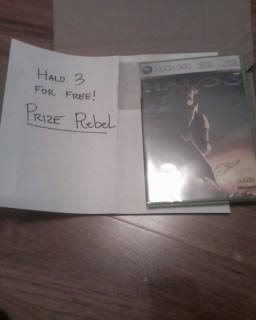 HALO 3
FOR FREE!
PRIZE REBEL
XBOX 360